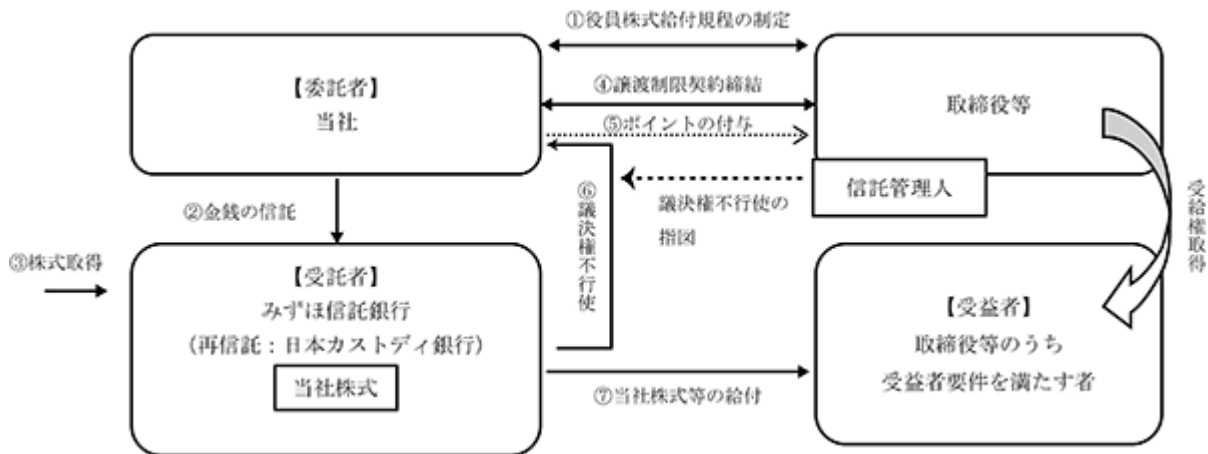 ①役員株式給付規程の制定
【委託者】
当社
④譲渡制限契約締結
⑤ポイントの付与
取締役等
信託管理人
議決権不行使の
指図
⑥議決権不行使
受給権取得
②金銭の信託
③株式取得
【受託者】
みずほ信託銀行
（再信託：日本カストディ銀行）
当社株式
⑦当社株式等の給付
【受益者】
取締役等のうち
受益者要件を満たす者